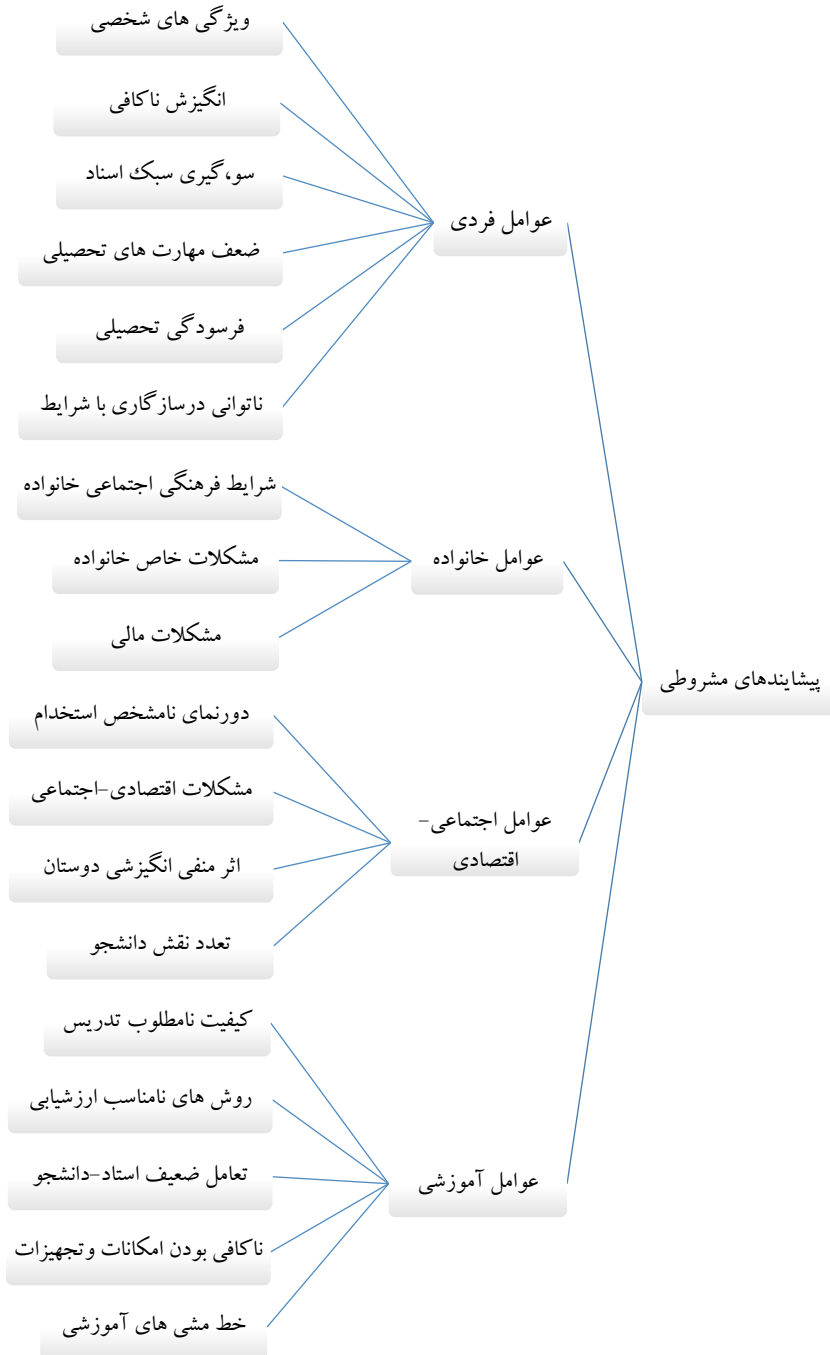 پیشایندهای مشروطی
عوامل فردی
ویژگی های شخصی
انگیزش ناکافی
سو،گیری سبک اسناد
ضعف مهارت های تحصیلی
فرسودگی تحصیلی
ناتوانی درسازگاری با شرایط
عوامل خانواده
شرایط فرهنگی اجتماعی خانواده
مشکلات خاص خانواده
مشکلات مالی
عوامل اجتماعی-
اقتصادی
دورنمای نامشخص استخدام
مشکلات اقتصادی-اجتماعی
اثر منفی انگیزشی دوستان
تعدد نقش دانشجو
عوامل آموزشی
کیفیت نامطلوب تدریس
روش های نامناسب ارزشیابی
تعامل ضعیف استاد-دانشجو
ناکافی بودن امکانات وتجهیزات
خط مشی های آموزشی